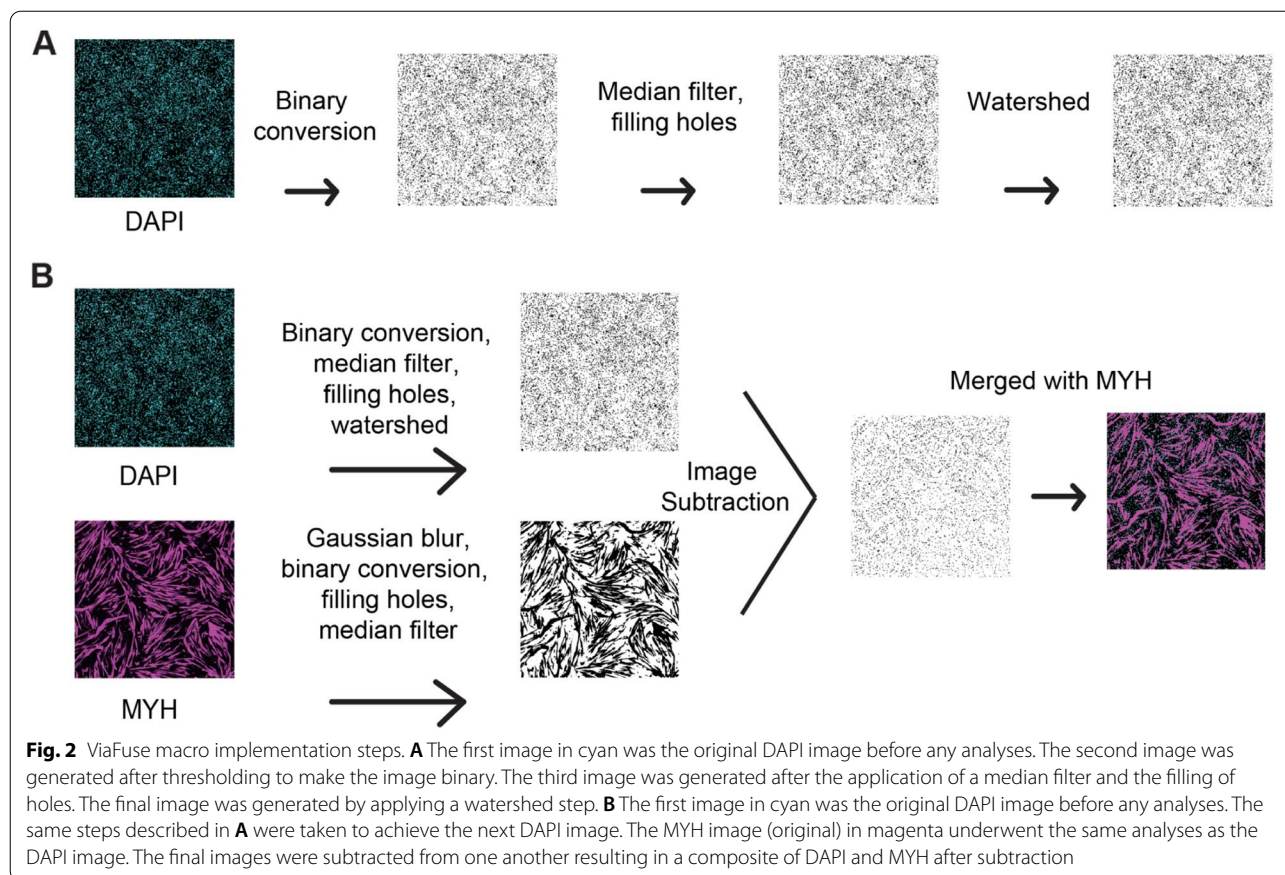 A
Binary
conversion
Median filter,
filling holes
Watershed
DAPI
B
Binary conversion,
median filter,
filling holes,
watershed
DAPI
Gaussian blur,
binary conversion,
filling holes,
median filter
MYH
Image
Subtraction
Merged with MYH
Fig. 2 ViaFuse macro implementation steps. A The first image in cyan was the original DAPI image before any analyses. The second image was
generated after thresholding to make the image binary. The third image was generated after the application of a median filter and the filling of
holes. The final image was generated by applying a watershed step. B The first image in cyan was the original DAPI image before any analyses. The
same steps described in A were taken to achieve the next DAPI image. The MYH image (original) in magenta underwent the same analyses as the
DAPI image. The final images were subtracted from one another resulting in a composite of DAPI and MYH after subtraction